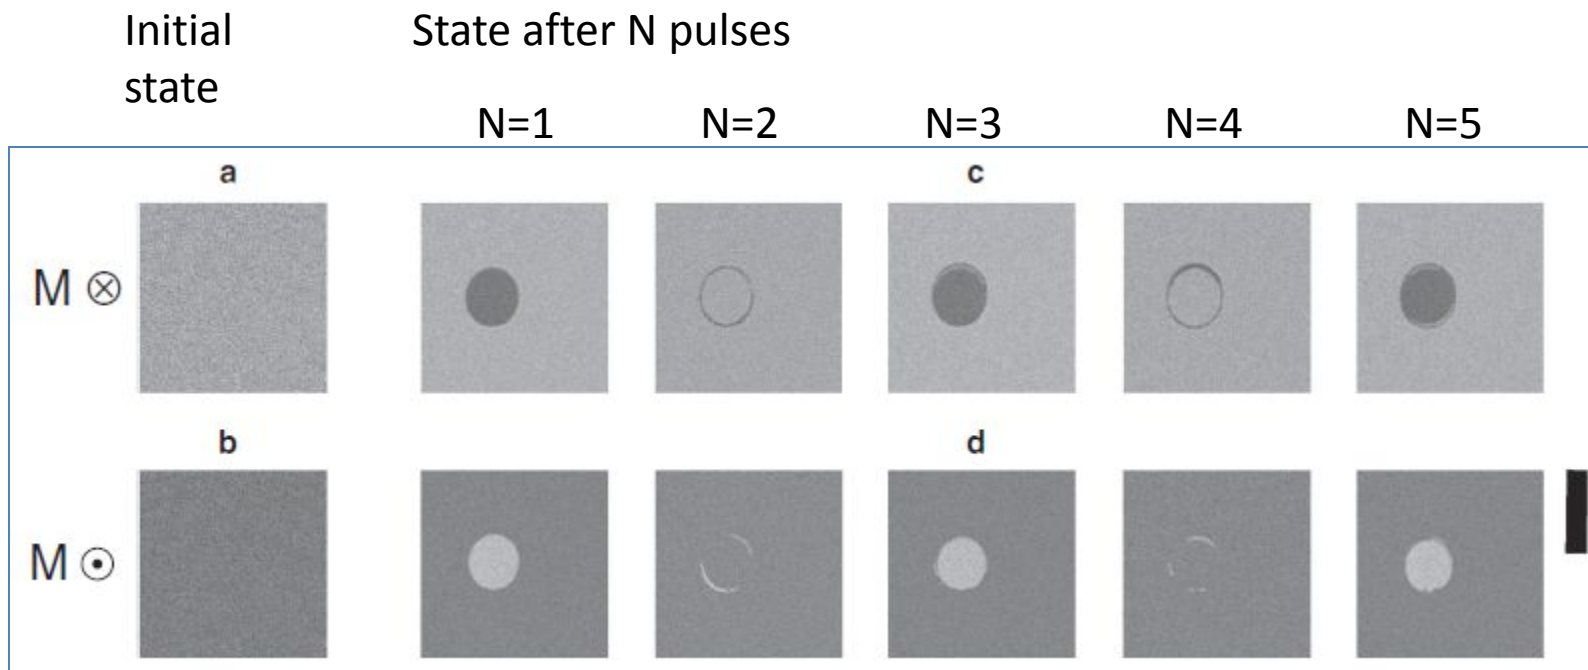 Initial
state
State after N pulses
N=1 N=2 N=3 N=4 N=5
a c
M ⊗
b d
M ⊙